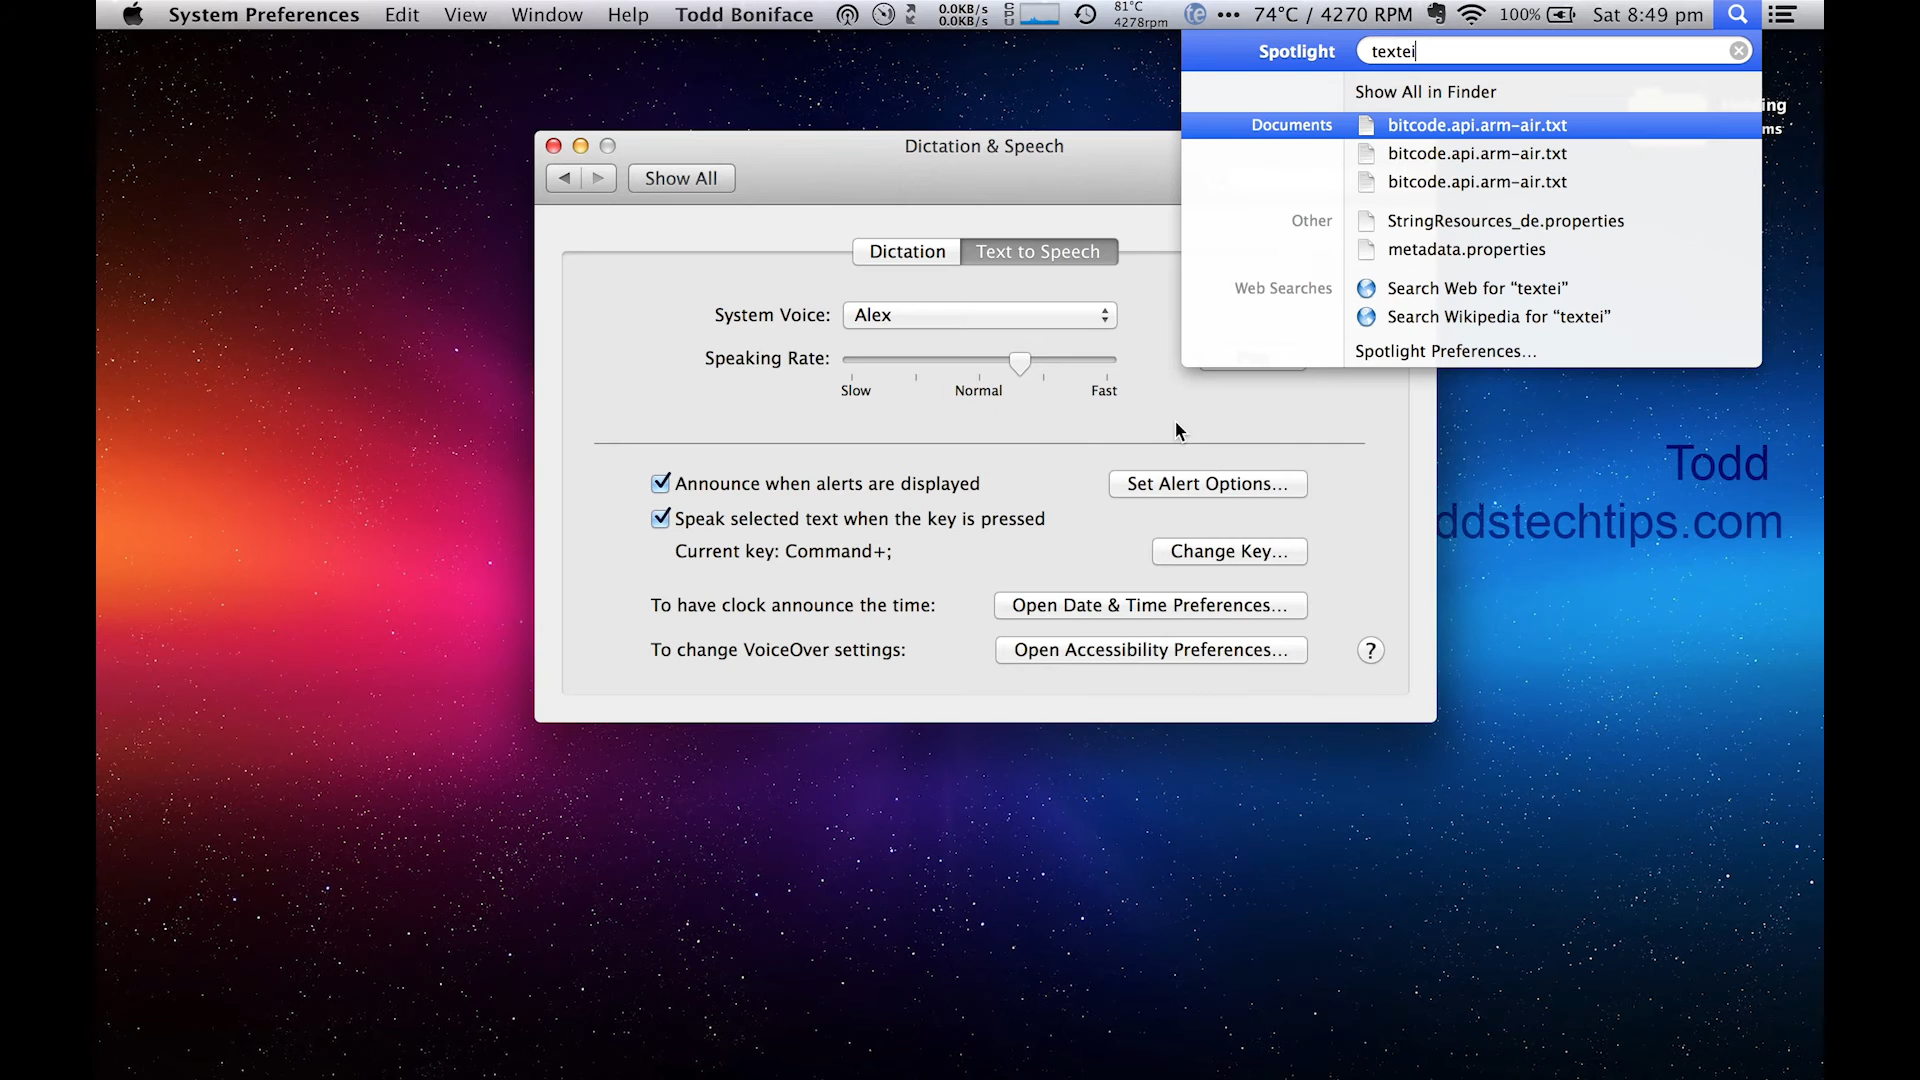 System Preferences Edit View Window Help Todd Boniface 0.0KB/s 0.0KB/s CPU 81°C 4278rpm te 74°C / 4270 RPM 100% Sat 8:49 pm
Spotlight textei
Show All in Finder
Documents bitcode.api.arm-air.txt
bitcode.api.arm-air.txt
bitcode.api.arm-air.txt
Other StringResources_de.properties
metadata.properties
Web Searches Search Web for “textei”
Search Wikipedia for “textei”
Spotlight Preferences…
Dictation & Speech
Show All
Dictation Text to Speech
System Voice: Alex
Speaking Rate:
Slow Normal Fast
Announce when alerts are displayed Set Alert Options…
Speak selected text when the key is pressed
Current key: Command+; Change Key…
To have clock announce the time: Open Date & Time Preferences…
To change VoiceOver settings: Open Accessibility Preferences… ?
Todd
ddstechtips.com